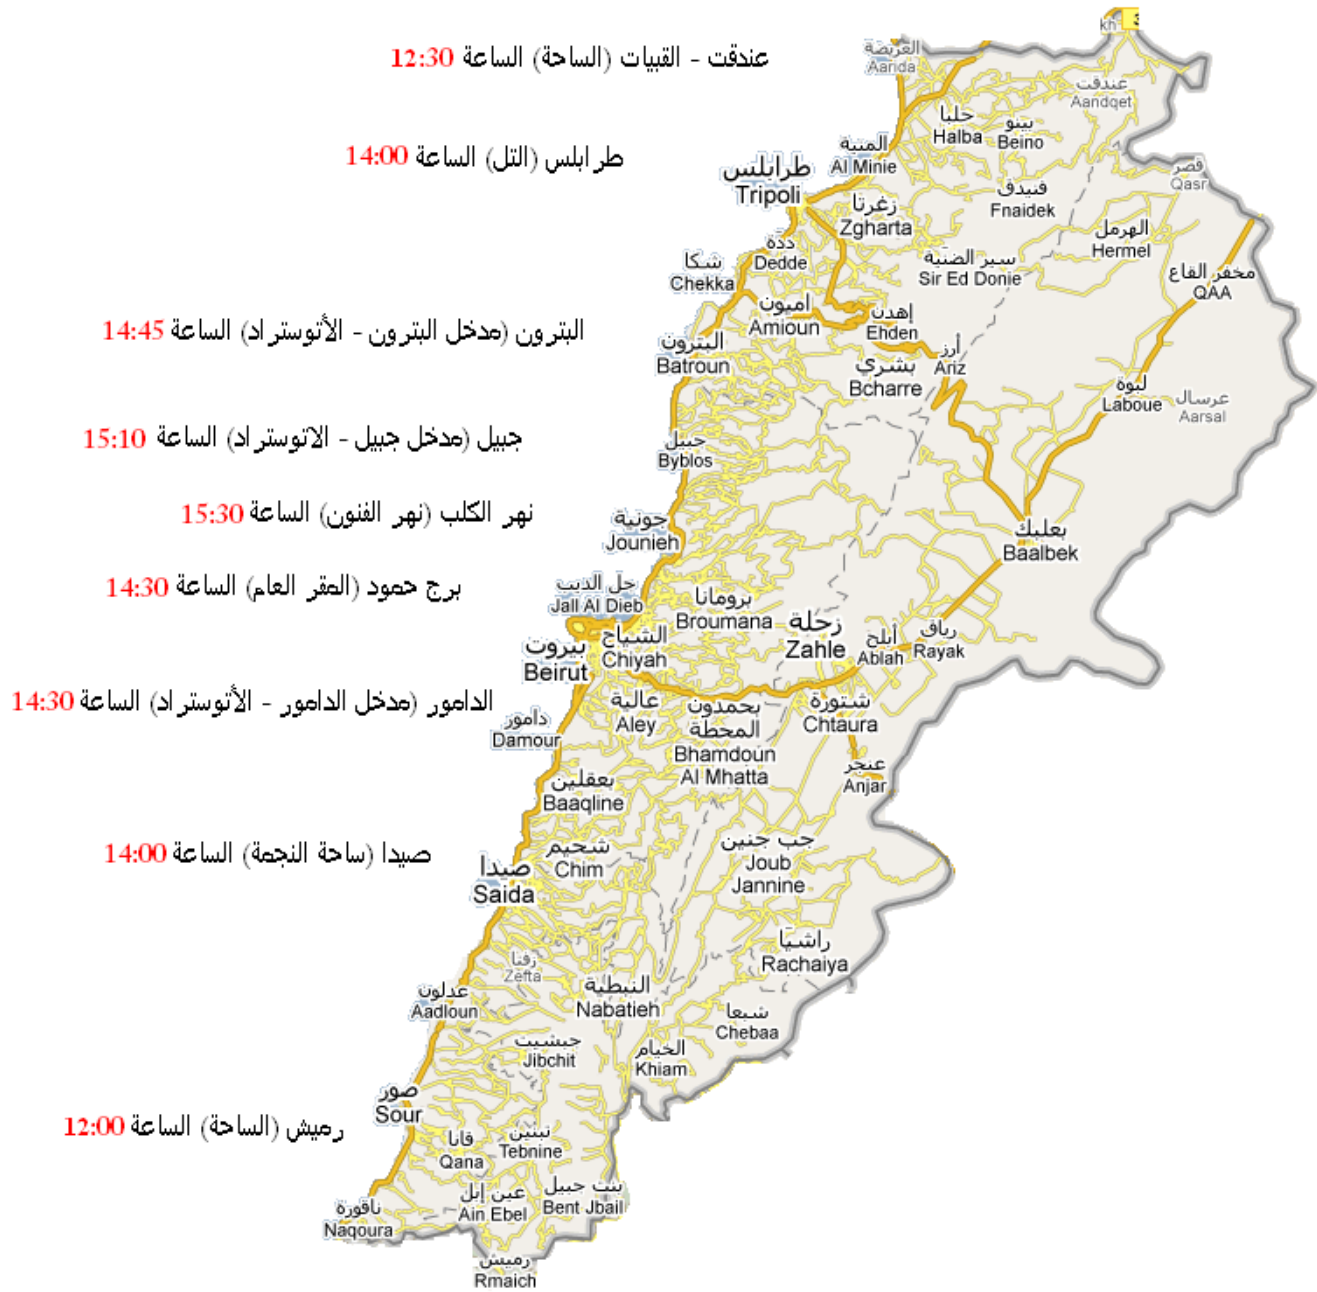 عندقت - القبيات (الساحة) الساعة 12:30
طرابلس (التل) الساعة 14:00
البترون (مدخل البترون - الأتوستراد) الساعة 14:45
جبيل (مدخل جبيل - الاتوستراد) الساعة 15:10
نهر الكلب (نهر الفنون) الساعة 15:30
برج حمود (المقر العام) الساعة 14:30
الدامور (مدخل الدامور - الأتوستراد) الساعة 14:30
صيدا (ساحة النجمة) الساعة 14:00
رميش (الساحة) الساعة 12:00
kh
3
العريضة
Aarida
عندقت
Aandqet
حلبا
Halba
بينو
Beino
المنية
Al Minie
طرابلس
Tripoli
قصر
Qasr
فنيدق
Fnaidek
زغرتا
Zgharta
الهرمل
Hermel
ددة
Dedde
سير الضنية
Sir Ed Donie
شكا
Chekka
مخفر القاع
QAA
اميون
Amioun
إهدن
Ehden
البترون
Batroun
أرز
Ariz
بشري
Bcharre
لبوة
Laboue
عرسال
Aarsal
جبيل
Byblos
جونية
Jounieh
بعلبك
Baalbek
جل الديب
Jall Al Dieb
برومانا
Broumana
زحلة
Zahle
أبلح
Ablah
رياق
Rayak
الشياح
Chiyah
بيروت
Beirut
عالية
Aley
بحمدون
المحطة
Bhamdoun
Al Mhatta
شتورة
Chtaura
دامور
Damour
عنجر
Anjar
بعقلين
Baaqline
شحيم
Chim
جب جنين
Joub
Jannine
صيدا
Saida
راشيا
Rachaiya
زفتا
Zefta
النبطية
Nabatieh
عدلون
Aadloun
شبعا
Chebaa
جبشيت
Jibchit
الخيام
Khiam
صور
Sour
قانا
Qana
تبنين
Tebnine
عين إبل
Ain Ebel
بنت جبيل
Bent Jbail
ناقورة
Naqoura
رميش
Rmaich